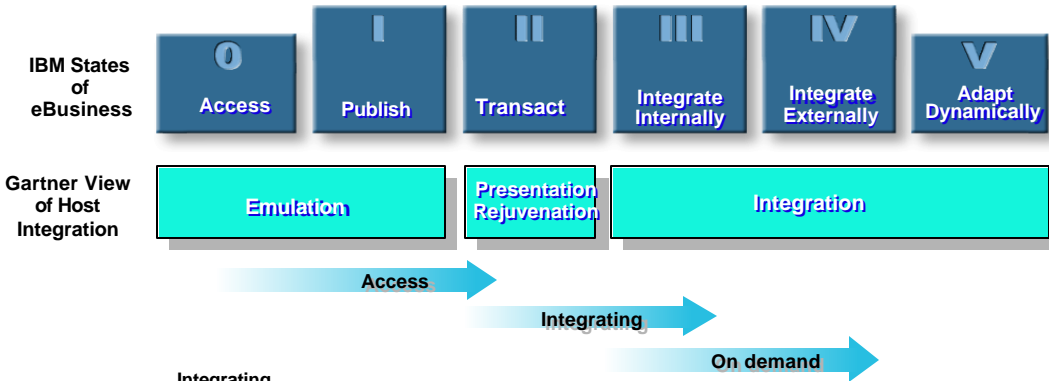 IBM States
of
eBusiness
0
Access
I
Publish
II
Transact
III
Integrate
Internally
IV
Integrate
Externally
V
Adapt
Dynamically
Gartner View
of Host
Integration
Emulation
Presentation
Rejuvenation
Integration
Access
Integrating
On demand
Integrating